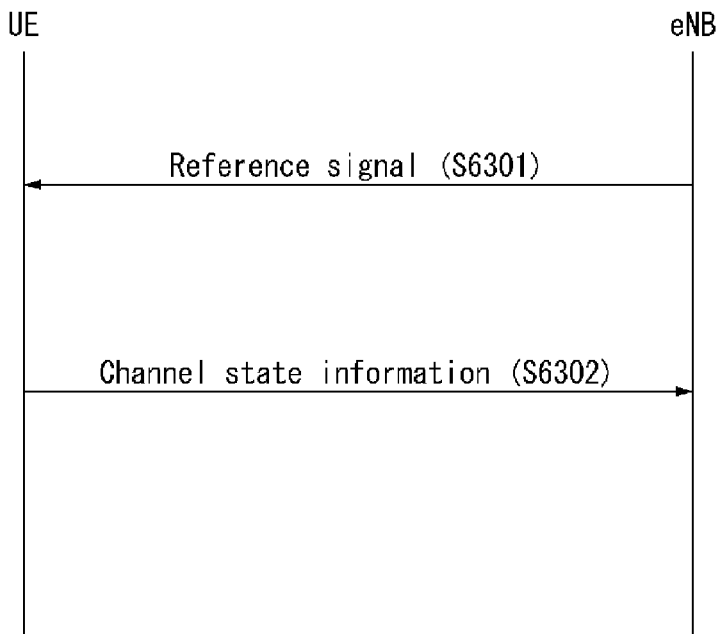 UE
eNB
Reference signal (S6301)
Channel state information (S6302)